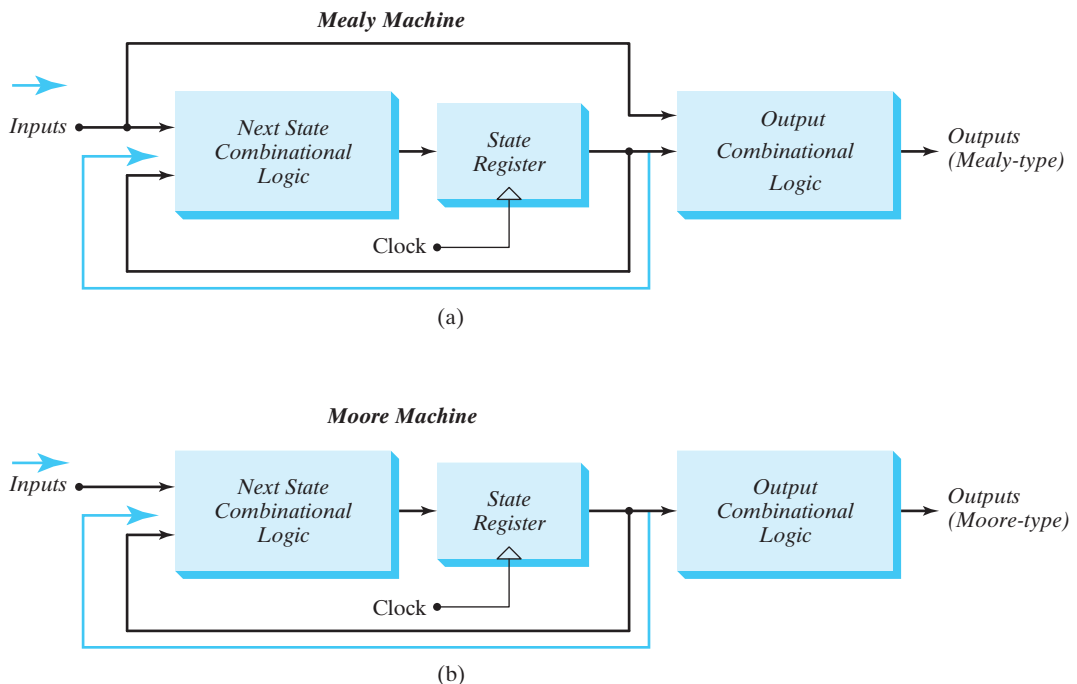 Mealy Machine
Inputs
Next State
Combinational
Logic
State
Register
Clock
Output
Combinational
Logic
Outputs
(Mealy-type)
(a)
Moore Machine
Inputs
Next State
Combinational
Logic
State
Register
Clock
Output
Combinational
Logic
Outputs
(Moore-type)
(b)